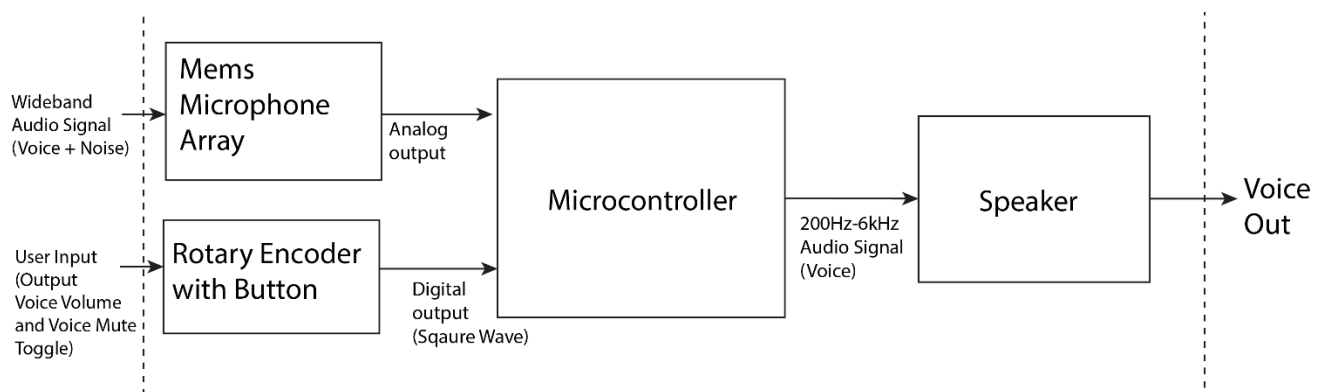 Wideband
Audio Signal
(Voice + Noise)
Mems
Microphone
Array
Analog
output
User Input
(Output
Voice Volume
and Voice Mute
Toggle)
Rotary Encoder
with Button
Digital
output
(Sqaure Wave)
Microcontroller
200Hz-6kHz
Audio Signal
(Voice)
Speaker
Voice
Out